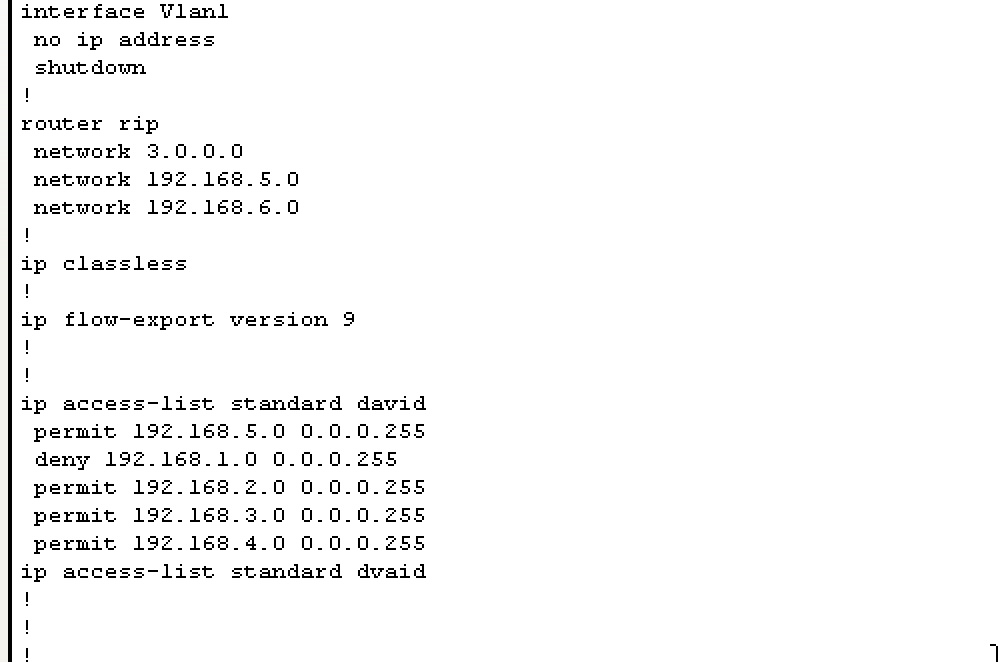 interface Vlan1
no ip address
shutdown
!
router rip
network 3.0.0.0
network 192.168.5.0
network 192.168.6.0
!
ip classless
!
ip flow-export version 9
!
!
ip access-list standard david
permit 192.168.5.0 0.0.0.255
deny 192.168.1.0 0.0.0.255
permit 192.168.2.0 0.0.0.255
permit 192.168.3.0 0.0.0.255
permit 192.168.4.0 0.0.0.255
ip access-list standard dvaid
!
!
!